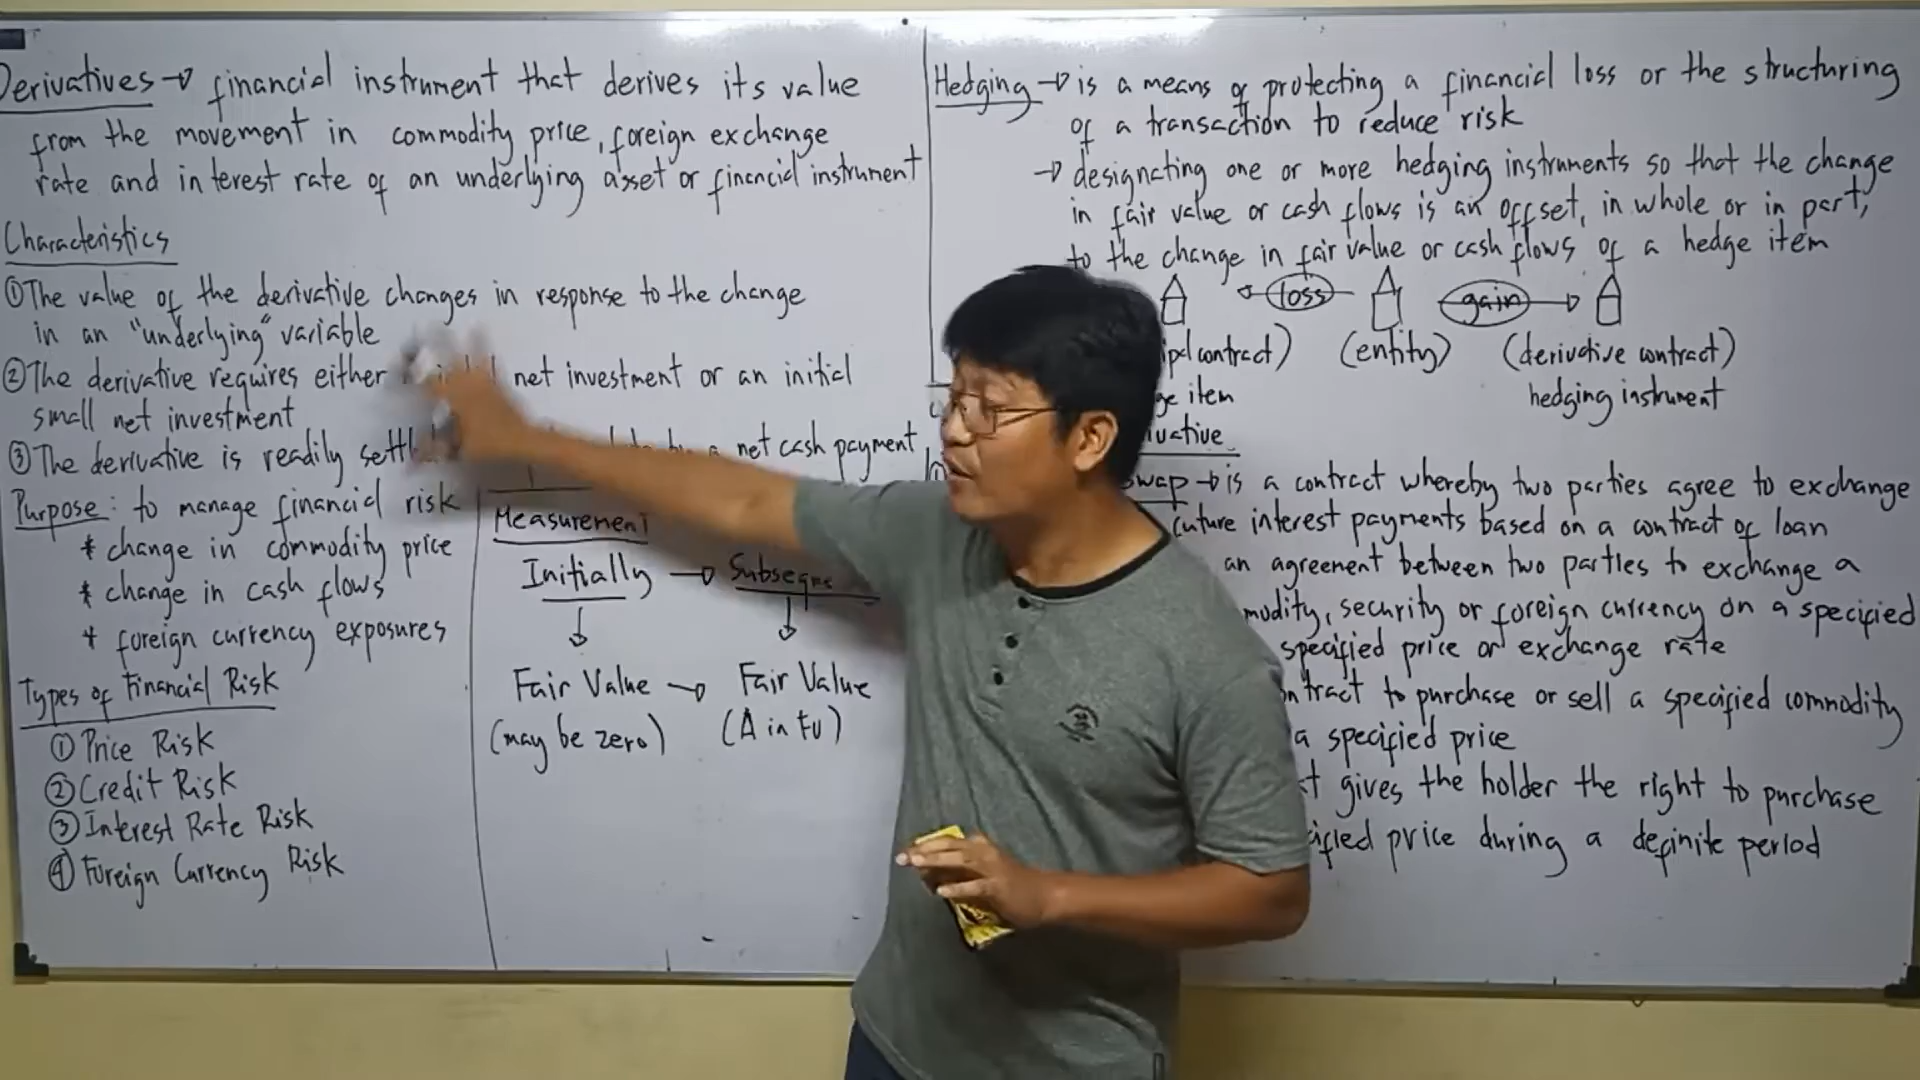 Derivatives → financial instrument that derives its value
from the movement in commodity price, foreign exchange
rate and interest rate of an underlying asset or financial instrument
Characteristics
① The value of the derivative changes in response to the change
in an "underlying" variable
② The derivative requires either net investment or an initial
small net investment
③ The derivative is readily a net cash payment
Purpose: to manage financial risk
* change in commodity price
* change in cash flows
* foreign currency exposures
Types of Financial Risk
① Price Risk
② Credit Risk
③ Interest Rate Risk
④ Foreign Currency Risk
Measurement
Initially →
Fair Value → Fair Value
(may be zero) (Δ in FV)
Hedging → is a means of protecting a financial loss or the structuring
of a transaction to reduce risk
→ designating one or more hedging instruments so that the change
in fair value or cash flows is an offset, in whole or in part,
to the change in fair value or cash flows of a hedge item
← loss — — gain →
contract) (entity) (derivative contract)
item hedging instrument
swap → is a contract whereby two parties agree to exchange
future interest payments based on a contract of loan
an agreement between two parties to exchange a
security or foreign currency on a specified
specified price or exchange rate
to purchase or sell a specified commodity
a specified price
gives the holder the right to purchase
price during a definite period